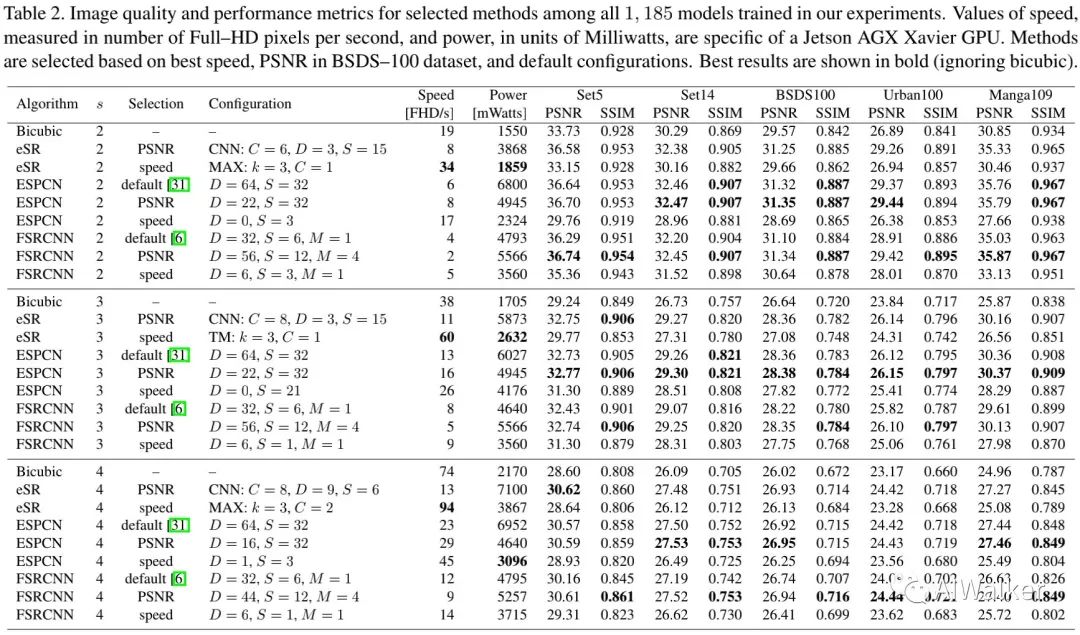 Table 2. Image quality and performance metrics for selected methods among all 1, 185 models trained in our experiments. Values of speed,
measured in number of Full–HD pixels per second, and power, in units of Milliwatts, are specific of a Jetson AGX Xavier GPU. Methods
are selected based on best speed, PSNR in BSDS–100 dataset, and default configurations. Best results are shown in bold (ignoring bicubic).
Algorithm s Selection Configuration Speed Power Set5 Set14 BSDS100 Urban100 Manga109
[FHD/s] [mWatts] PSNR SSIM PSNR SSIM PSNR SSIM PSNR SSIM PSNR SSIM
Bicubic 2 – – 19 1550 33.73 0.928 30.29 0.869 29.57 0.842 26.89 0.841 30.85 0.934
eSR 2 PSNR CNN: C = 6, D = 3, S = 15 8 3868 36.58 0.953 32.38 0.905 31.25 0.885 29.26 0.891 35.33 0.965
eSR 2 speed MAX: k = 3, C = 1 34 1859 33.15 0.928 30.16 0.882 29.66 0.862 26.94 0.856 30.46 0.937
ESPCN 2 default [31] D = 64, S = 32 6 6800 36.64 0.953 32.46 0.907 31.32 0.887 29.37 0.893 35.76 0.967
ESPCN 2 PSNR D = 22, S = 32 8 4945 36.70 0.953 32.47 0.907 31.35 0.887 29.44 0.894 35.79 0.967
ESPCN 2 speed D = 0, S = 3 17 2324 29.76 0.919 28.96 0.881 28.69 0.865 26.38 0.853 27.66 0.938
FSRCNN 2 default [6] D = 32, S = 6, M = 1 4 4793 36.29 0.951 32.20 0.904 31.10 0.884 28.91 0.886 35.03 0.963
FSRCNN 2 PSNR D = 56, S = 12, M = 4 2 5566 36.74 0.954 32.45 0.907 31.34 0.887 29.42 0.895 35.87 0.967
FSRCNN 2 speed D = 6, S = 3, M = 1 5 3560 35.36 0.943 31.52 0.898 30.64 0.878 28.01 0.870 33.13 0.951
Bicubic 3 – – 38 1705 29.24 0.849 26.73 0.757 26.64 0.720 23.84 0.717 25.87 0.838
eSR 3 PSNR CNN: C = 8, D = 3, S = 15 11 5873 32.75 0.906 29.27 0.820 28.36 0.782 26.14 0.796 30.16 0.907
eSR 3 speed TM: k = 3, C = 1 60 2632 29.77 0.853 27.31 0.780 27.08 0.748 24.31 0.742 26.56 0.851
ESPCN 3 default [31] D = 64, S = 32 13 6027 32.73 0.905 29.26 0.821 28.36 0.783 26.12 0.795 30.36 0.908
ESPCN 3 PSNR D = 22, S = 32 16 4945 32.77 0.906 29.30 0.821 28.38 0.784 26.15 0.797 30.37 0.909
ESPCN 3 speed D = 0, S = 21 26 4176 31.30 0.889 28.51 0.808 27.82 0.772 25.41 0.774 28.29 0.887
FSRCNN 3 default [6] D = 32, S = 6, M = 1 8 4640 32.43 0.901 29.07 0.816 28.22 0.780 25.82 0.787 29.61 0.899
FSRCNN 3 PSNR D = 56, S = 12, M = 4 5 5566 32.74 0.906 29.25 0.820 28.35 0.784 26.10 0.797 30.13 0.907
FSRCNN 3 speed D = 6, S = 1, M = 1 9 3560 31.30 0.879 28.31 0.803 27.75 0.768 25.06 0.761 27.98 0.870
Bicubic 4 – – 74 2170 28.60 0.808 26.09 0.705 26.02 0.672 23.17 0.660 24.96 0.787
eSR 4 PSNR CNN: C = 8, D = 9, S = 6 13 7100 30.62 0.860 27.48 0.751 26.93 0.714 24.42 0.718 27.27 0.845
eSR 4 speed MAX: k = 3, C = 2 94 3867 28.64 0.806 26.12 0.712 26.13 0.684 23.28 0.668 25.08 0.789
ESPCN 4 default [31] D = 64, S = 32 23 6952 30.57 0.858 27.50 0.752 26.92 0.715 24.42 0.718 27.44 0.848
ESPCN 4 PSNR D = 16, S = 32 29 4640 30.59 0.859 27.53 0.753 26.95 0.715 24.43 0.719 27.46 0.849
ESPCN 4 speed D = 1, S = 3 45 3096 28.93 0.820 26.49 0.725 26.25 0.694 23.56 0.680 25.49 0.804
FSRCNN 4 default [6] D = 32, S = 6, M = 1 12 4795 30.16 0.845 27.19 0.742 26.74 0.707 0.702 26.63 0.826
FSRCNN 4 PSNR D = 44, S = 12, M = 4 9 5257 30.61 0.861 27.52 0.753 26.94 0.716 24.44 0.849
FSRCNN 4 speed D = 6, S = 1, M = 1 14 3715 29.31 0.823 26.62 0.730 26.41 0.699 23.62 0.683 25.72 0.802
AIWalker